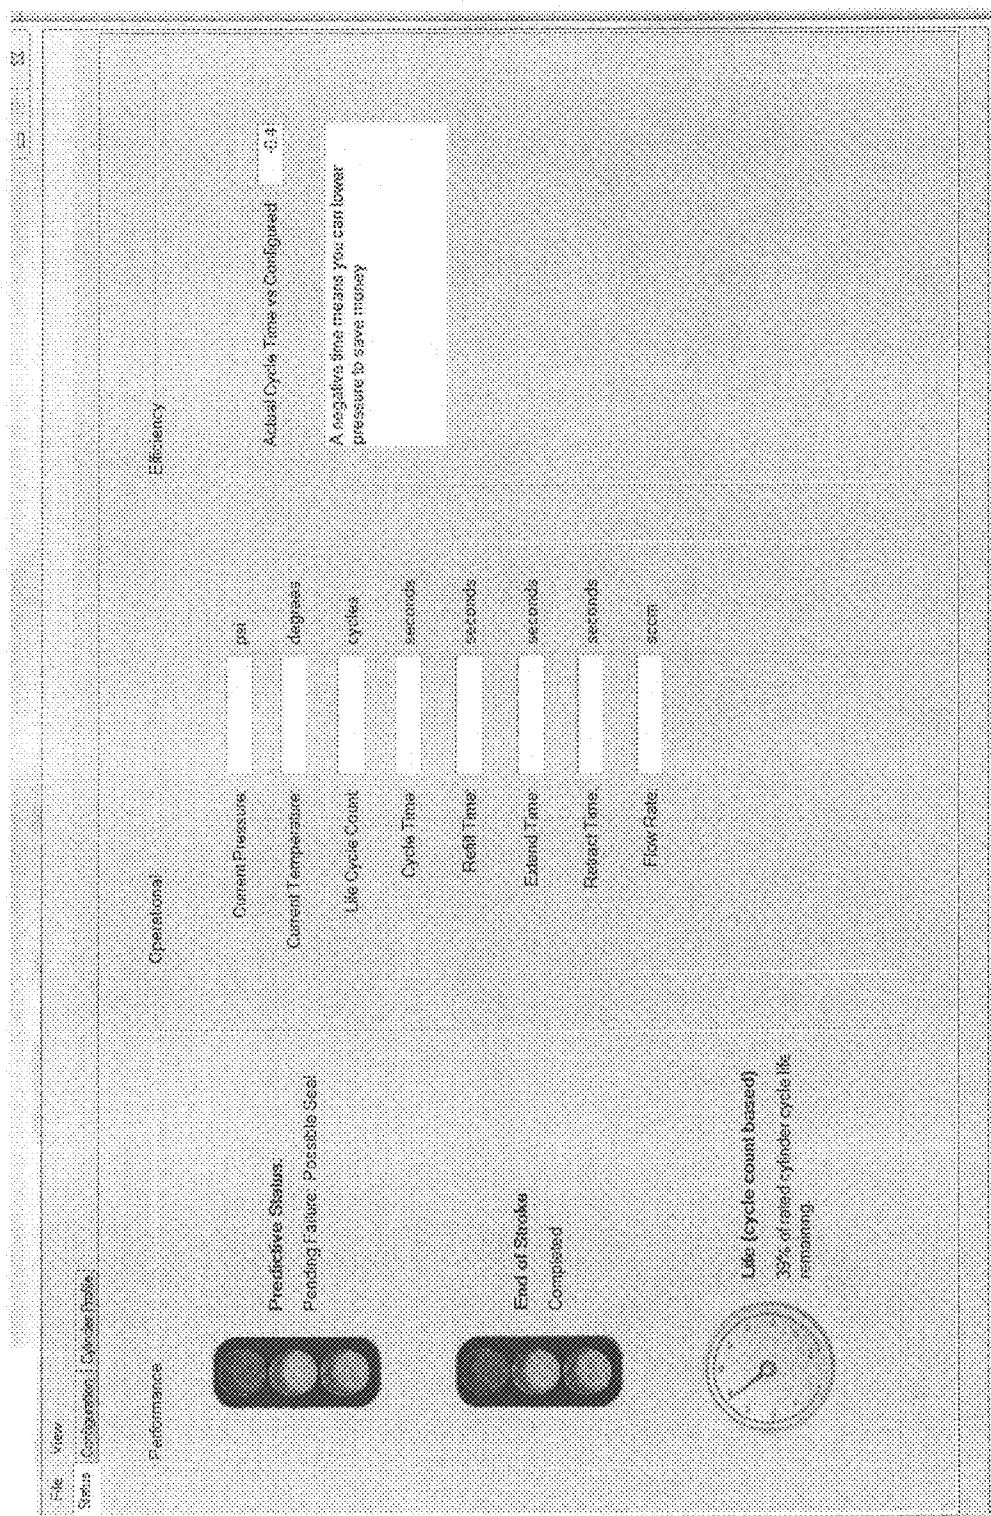 File View
Status Configuration Cylinder Profile
Performance
Predictive Status:
Pending Failure: Possible Seal
End of Stroke
Completed
Life (cycle count based)
39% of rated cylinder cycle life
remaining.
Operational
Current Pressure psi
Current Temperature degrees
Life Cycle Count cycles
Cycle Time seconds
Refill Time seconds
Extend Time seconds
Retract Time seconds
Flow Rate sccm
Efficiency
Actual Cycle Time vs Configured -0.4
A negative time means you can lower
pressure to save money